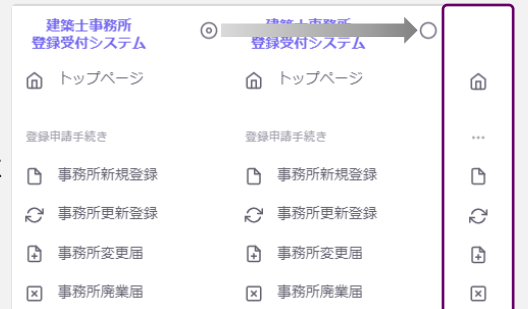 建築士事務所
登録受付システム
トップページ
登録申請手続き
事務所新規登録
事務所更新登録
事務所変更届
事務所廃業届
建築士事務所
登録受付システム
トップページ
登録申請手続き
事務所新規登録
事務所更新登録
事務所変更届
事務所廃業届
...